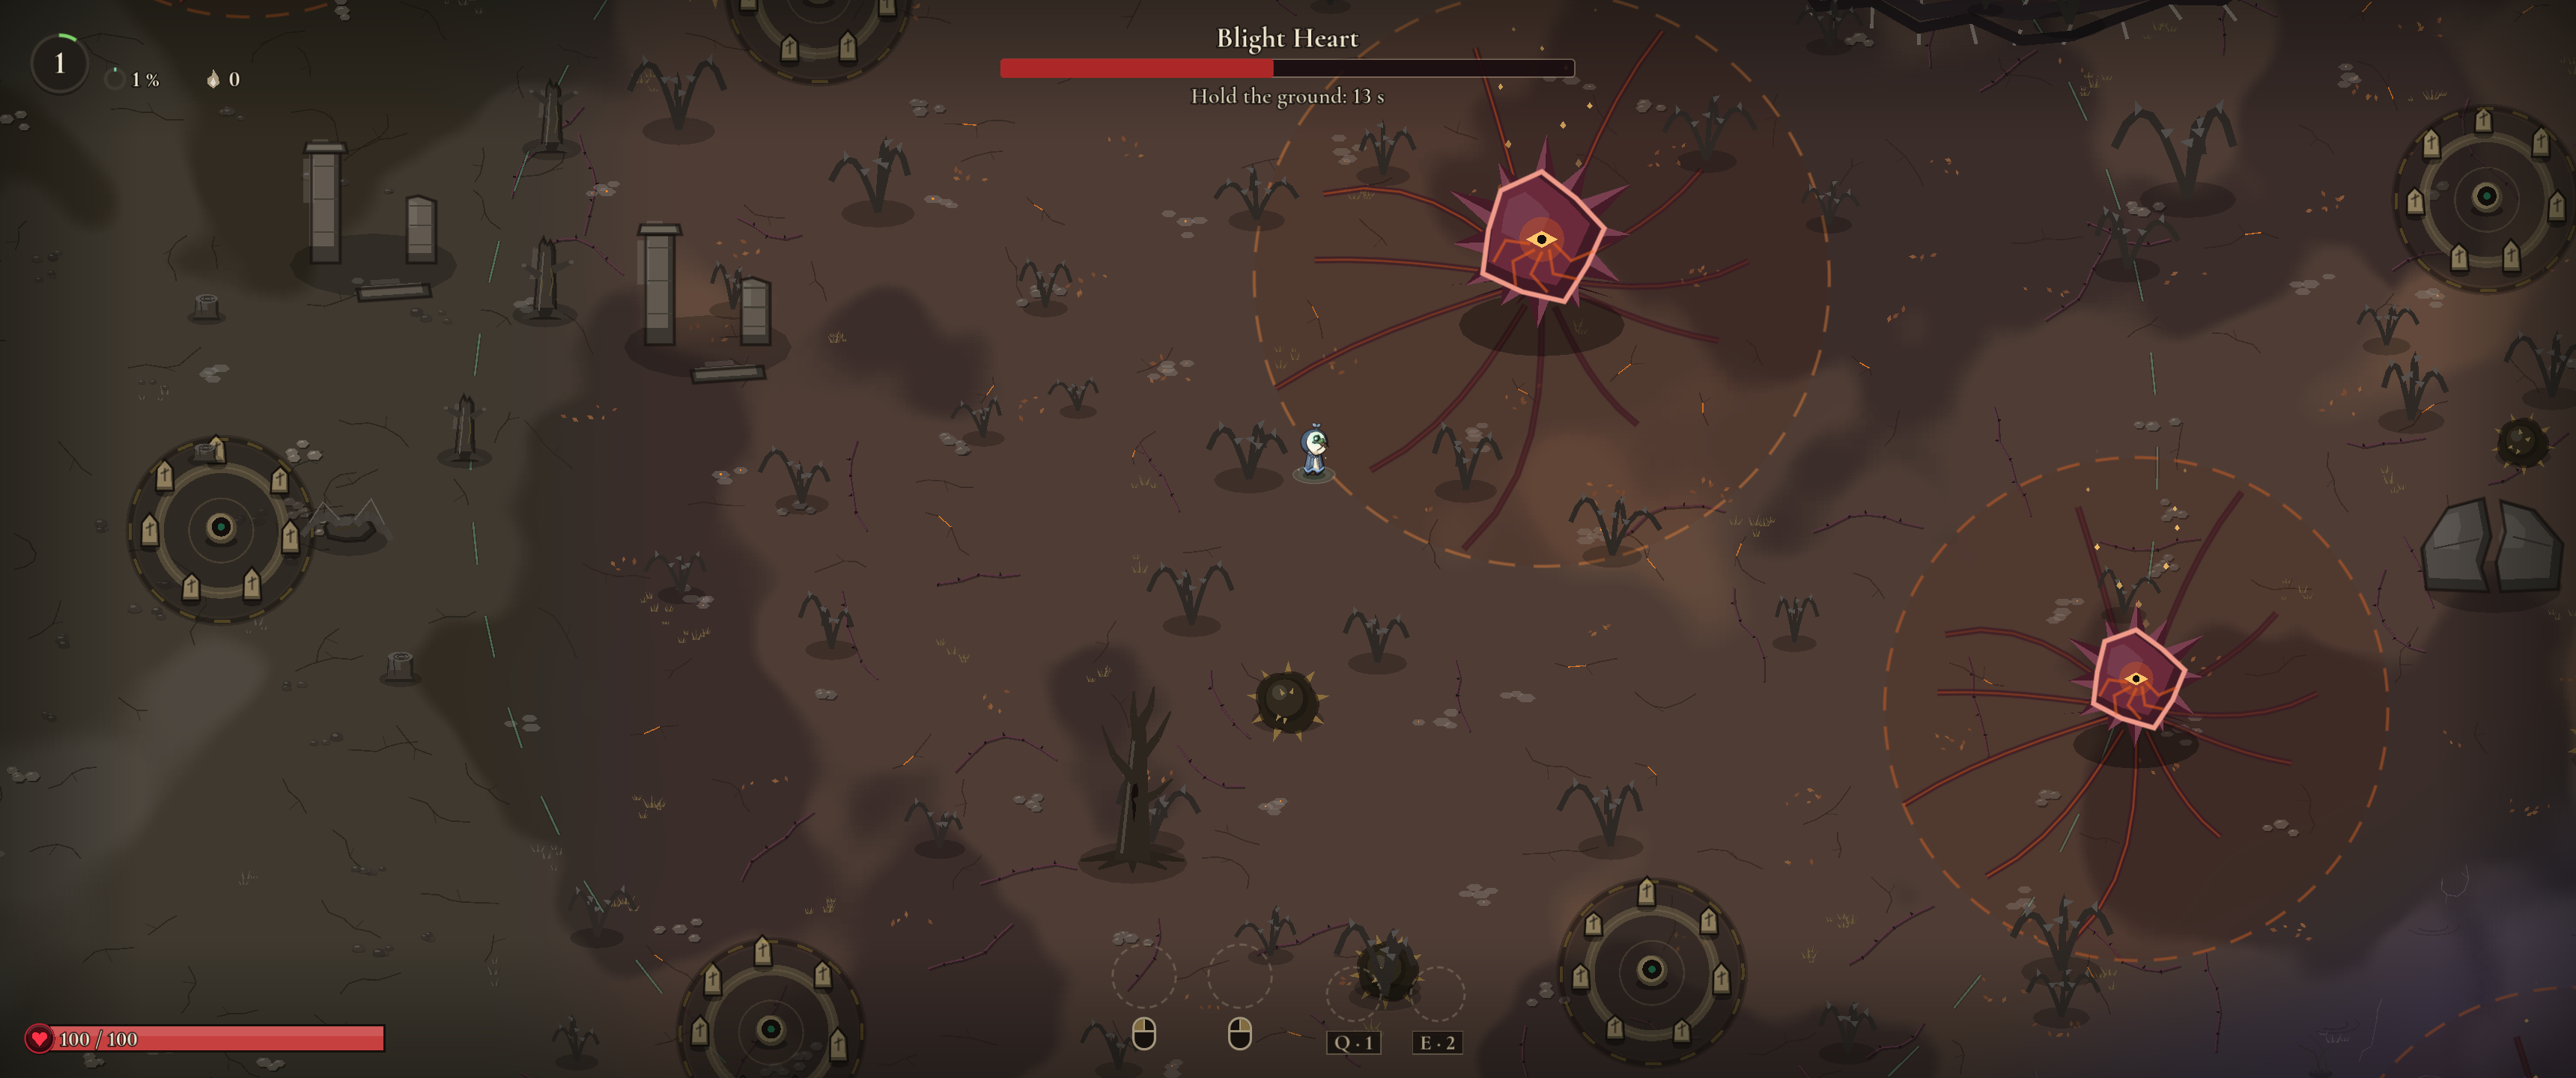 Blight Heart
1
1 %
0
Hold the ground: 13 s
100 / 100
Q · 1
E · 2